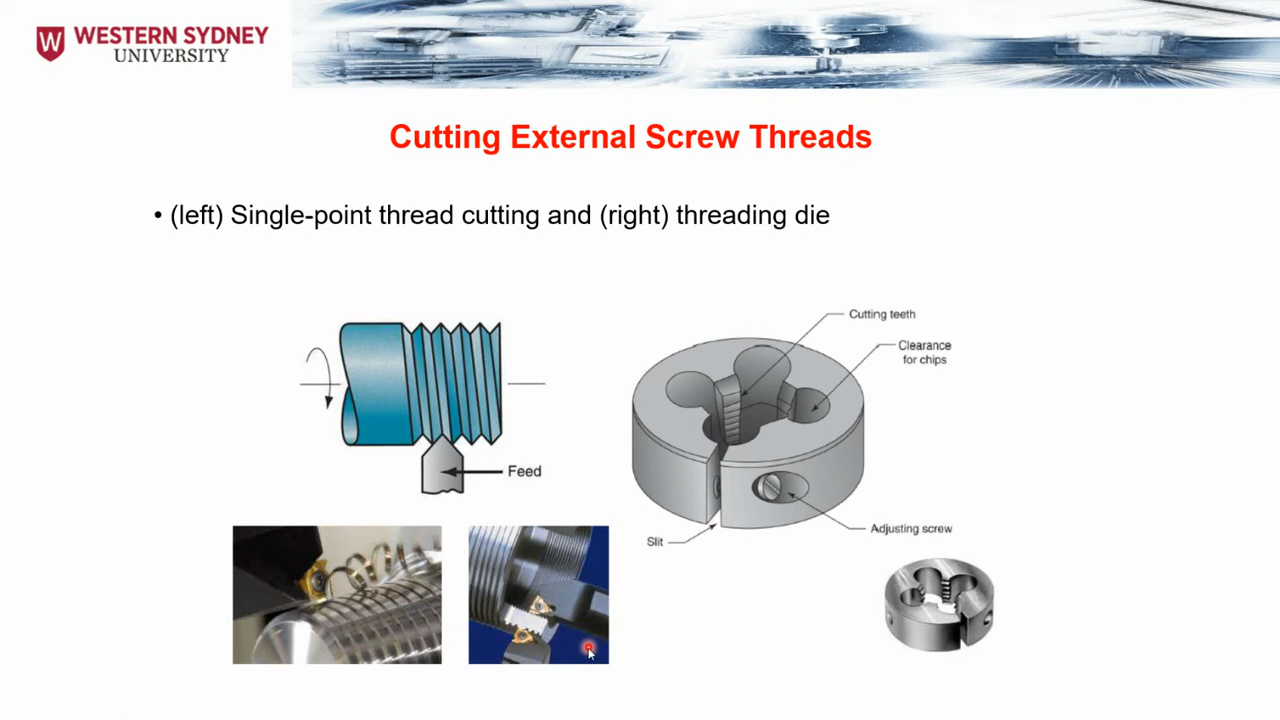 WESTERN SYDNEY
UNIVERSITY
W
Cutting External Screw Threads
• (left) Single-point thread cutting and (right) threading die
Cutting teeth
Clearance
for chips
Feed
Adjusting screw
Slit